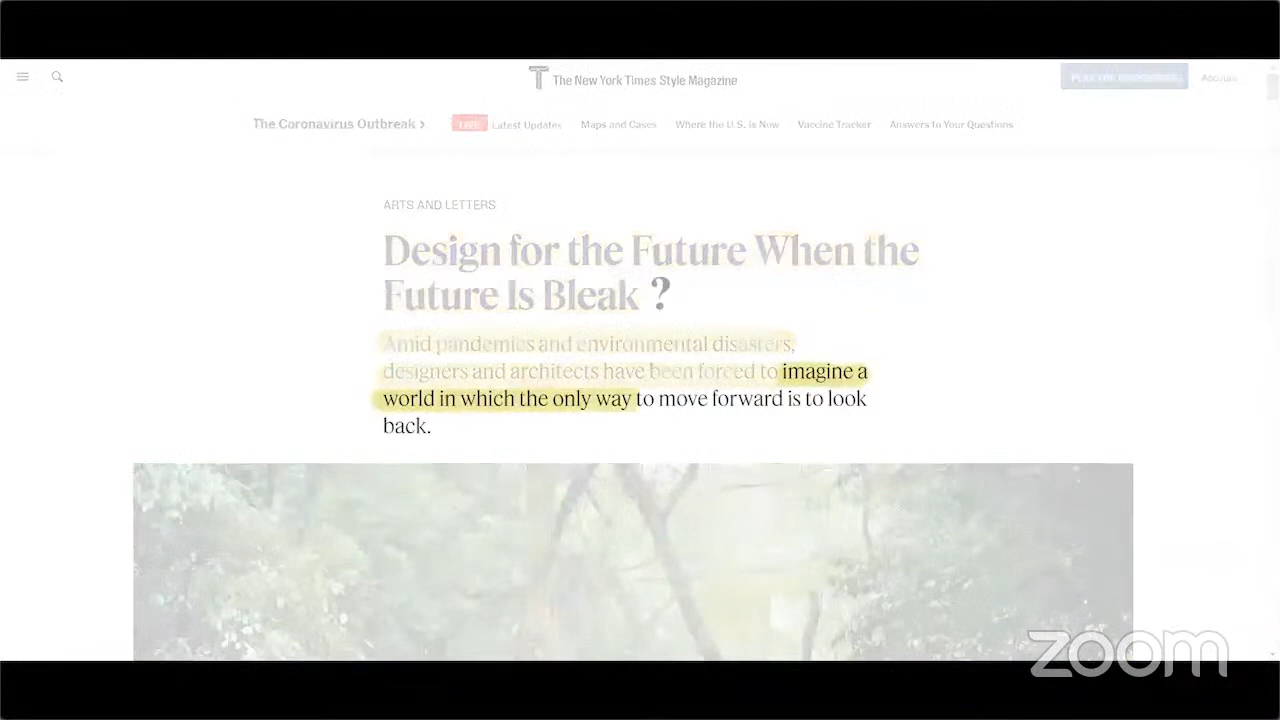 T The New York Times Style Magazine
The Coronavirus Outbreak › LIVE Latest Updates Maps and Cases Where the U.S. is Now Vaccine Tracker Answers to Your Questions
ARTS AND LETTERS
Design for the Future When the
Future Is Bleak ?
Amid pandemics and environmental disasters,
designers and architects have been forced to imagine a
world in which the only way to move forward is to look
back.
zoom